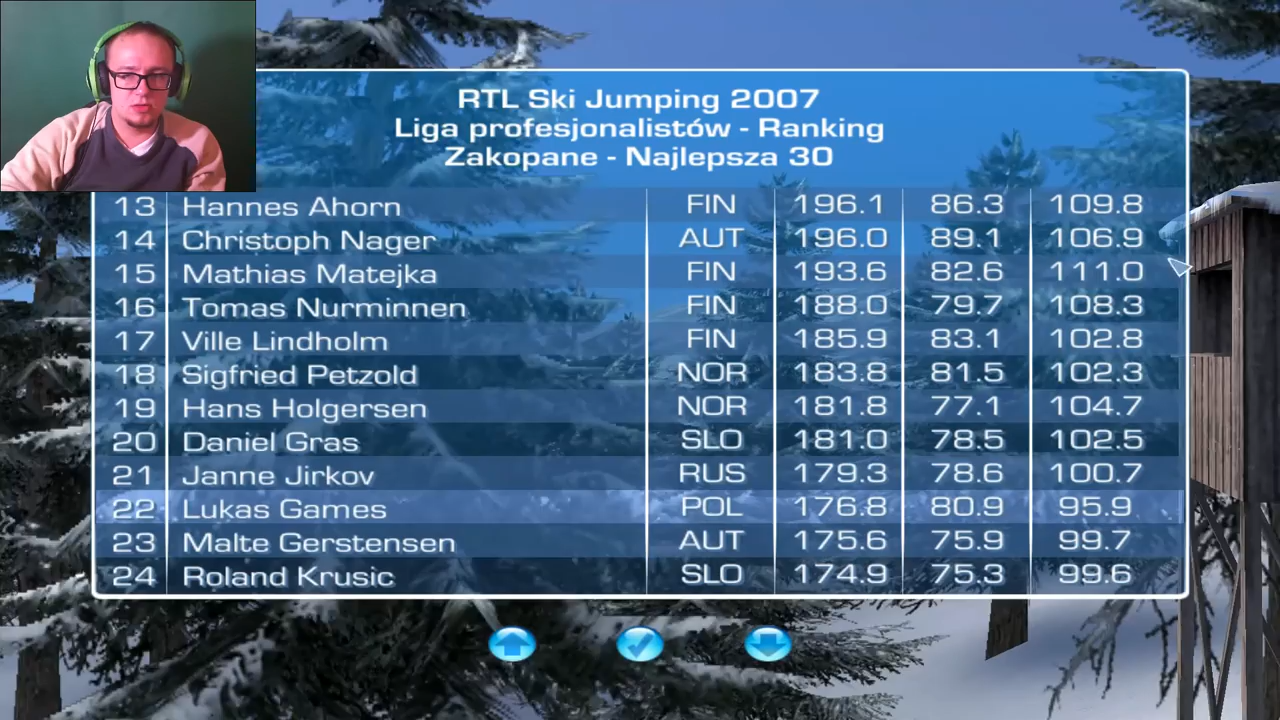 RTL Ski Jumping 2007
Liga profesjonalistów - Ranking
Zakopane - Najlepsza 30
13 Hannes Ahorn FIN 196.1 86.3 109.8
14 Christoph Nager AUT 196.0 89.1 106.9
15 Mathias Matejka FIN 193.6 82.6 111.0
16 Tomas Nurminnen FIN 188.0 79.7 108.3
17 Ville Lindholm FIN 185.9 83.1 102.8
18 Sigfried Petzold NOR 183.8 81.5 102.3
19 Hans Holgersen NOR 181.8 77.1 104.7
20 Daniel Gras SLO 181.0 78.5 102.5
21 Janne Jirkov RUS 179.3 78.6 100.7
22 Lukas Games POL 176.8 80.9 95.9
23 Malte Gerstensen AUT 175.6 75.9 99.7
24 Roland Krusic SLO 174.9 75.3 99.6